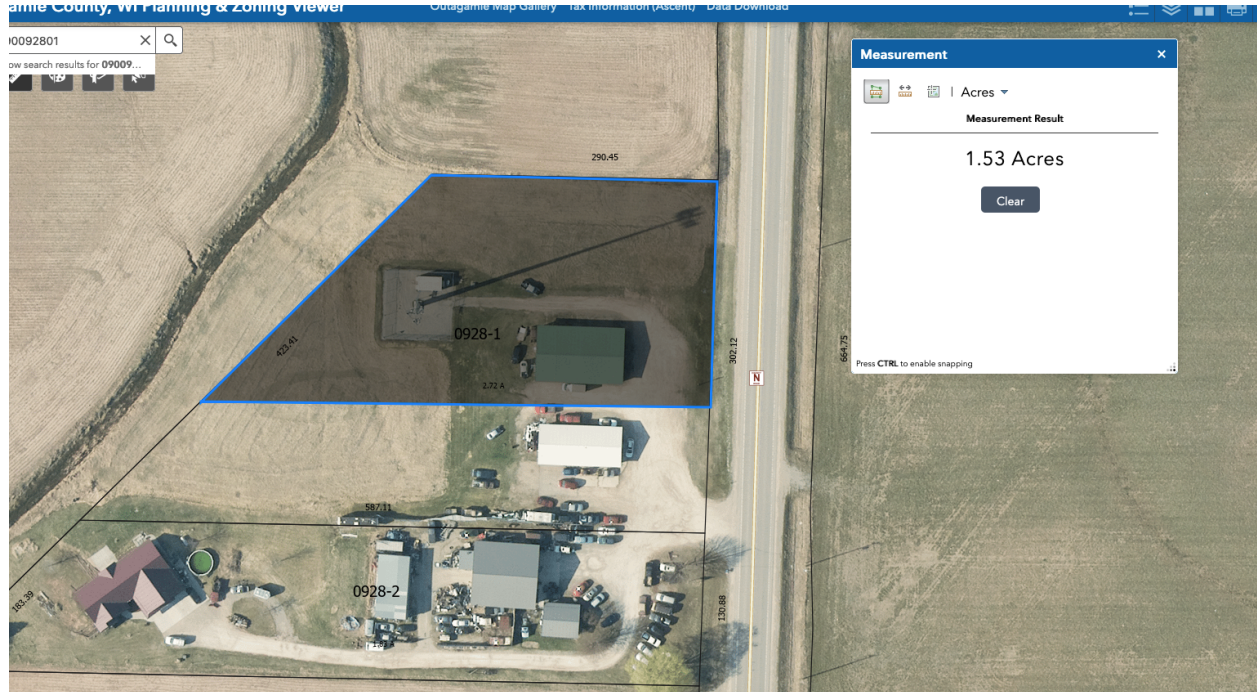 amie County, WI Planning & Zoning Viewer
Outagamie Map Gallery Tax Information (Ascent) Data Download
00092801
ow search results for 09009...
Measurement
Acres
Measurement Result
1.53 Acres
Clear
Press CTRL to enable snapping
290.45
423.41
0928-1
2.72 A
302.12
664.75
N
587.11
0928-2
183.39
130.88